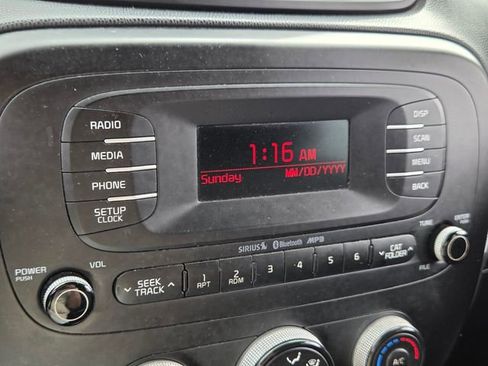 RADIO
MEDIA
PHONE
SETUP
CLOCK
1:16 AM
Sunday MM/DD/YYYY
DISP
SCAN
MENU
BACK
SIRIUS Bluetooth MP3
POWER
PUSH
VOL
SEEK
TRACK
1
RPT
2
RDM
3
4
5
6
CAT
FOLDER
TUNE
FILE
ENTER
A/C